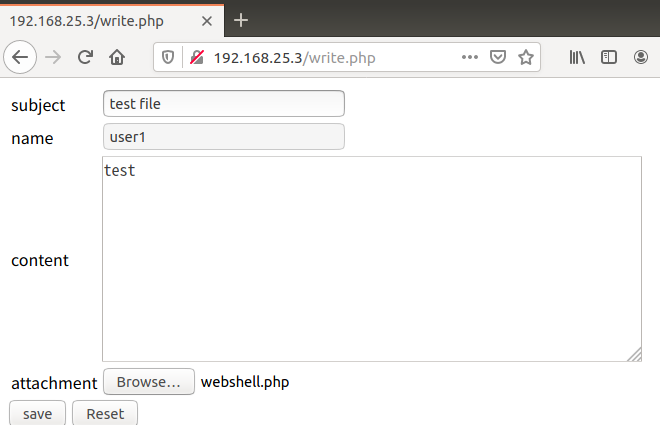 192.168.25.3/write.php
192.168.25.3/write.php
subject test file
name user1
test
content
attachment Browse... webshell.php
save Reset